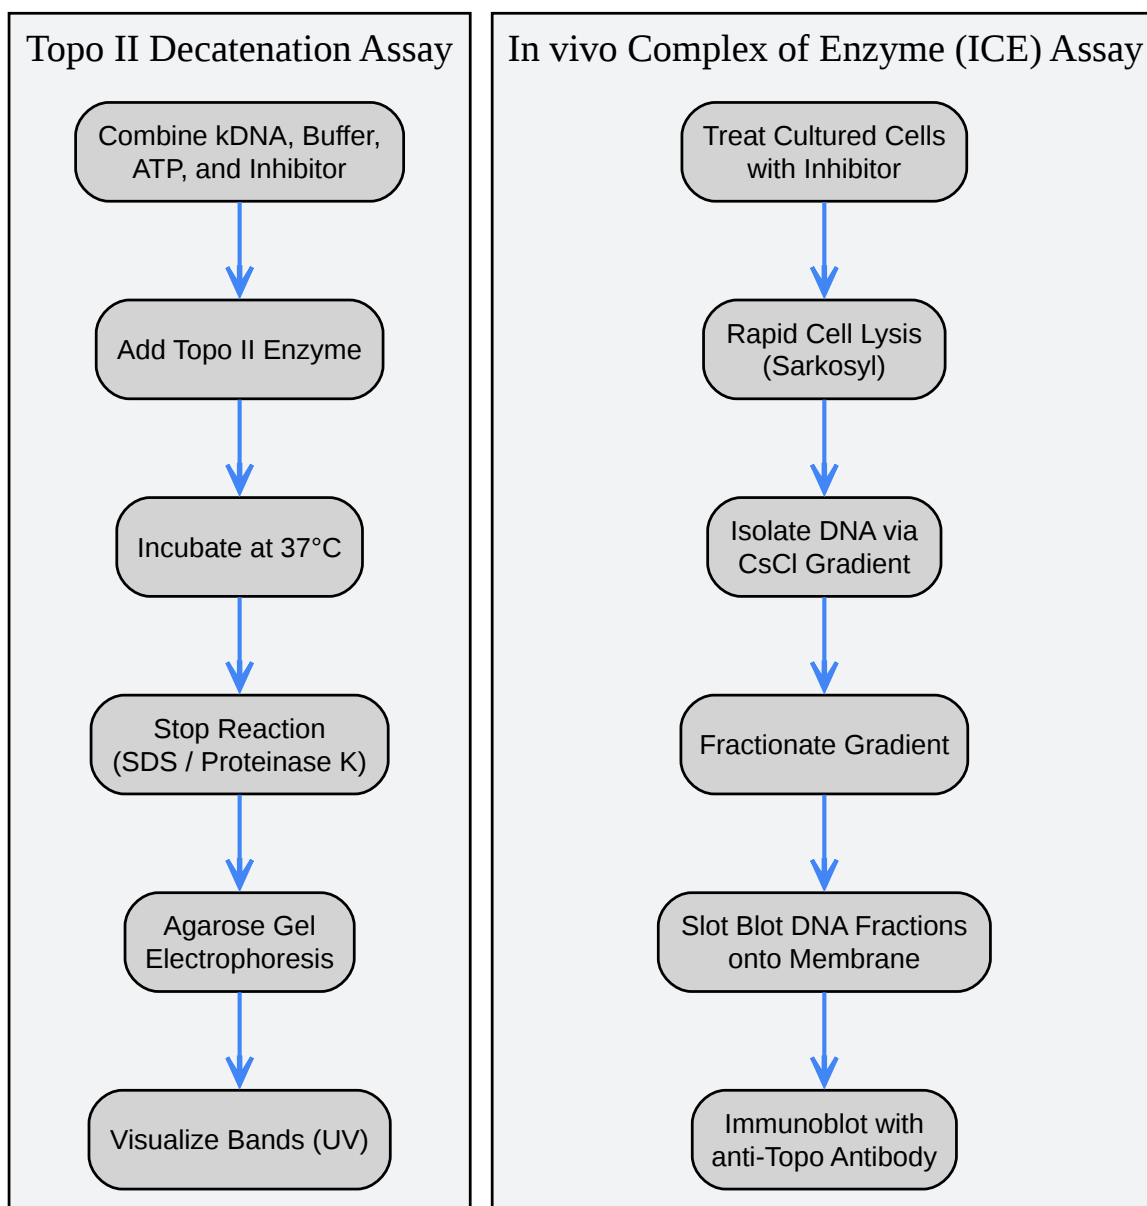 Topo II Decatenation Assay
Combine kDNA, Buffer,
ATP, and Inhibitor
Add Topo II Enzyme
Incubate at 37°C
Stop Reaction
(SDS / Proteinase K)
Agarose Gel
Electrophoresis
Visualize Bands (UV)
In vivo Complex of Enzyme (ICE) Assay
Treat Cultured Cells
with Inhibitor
Rapid Cell Lysis
(Sarkosyl)
Isolate DNA via
CsCl Gradient
Fractionate Gradient
Slot Blot DNA Fractions
onto Membrane
Immunoblot with
anti-Topo Antibody